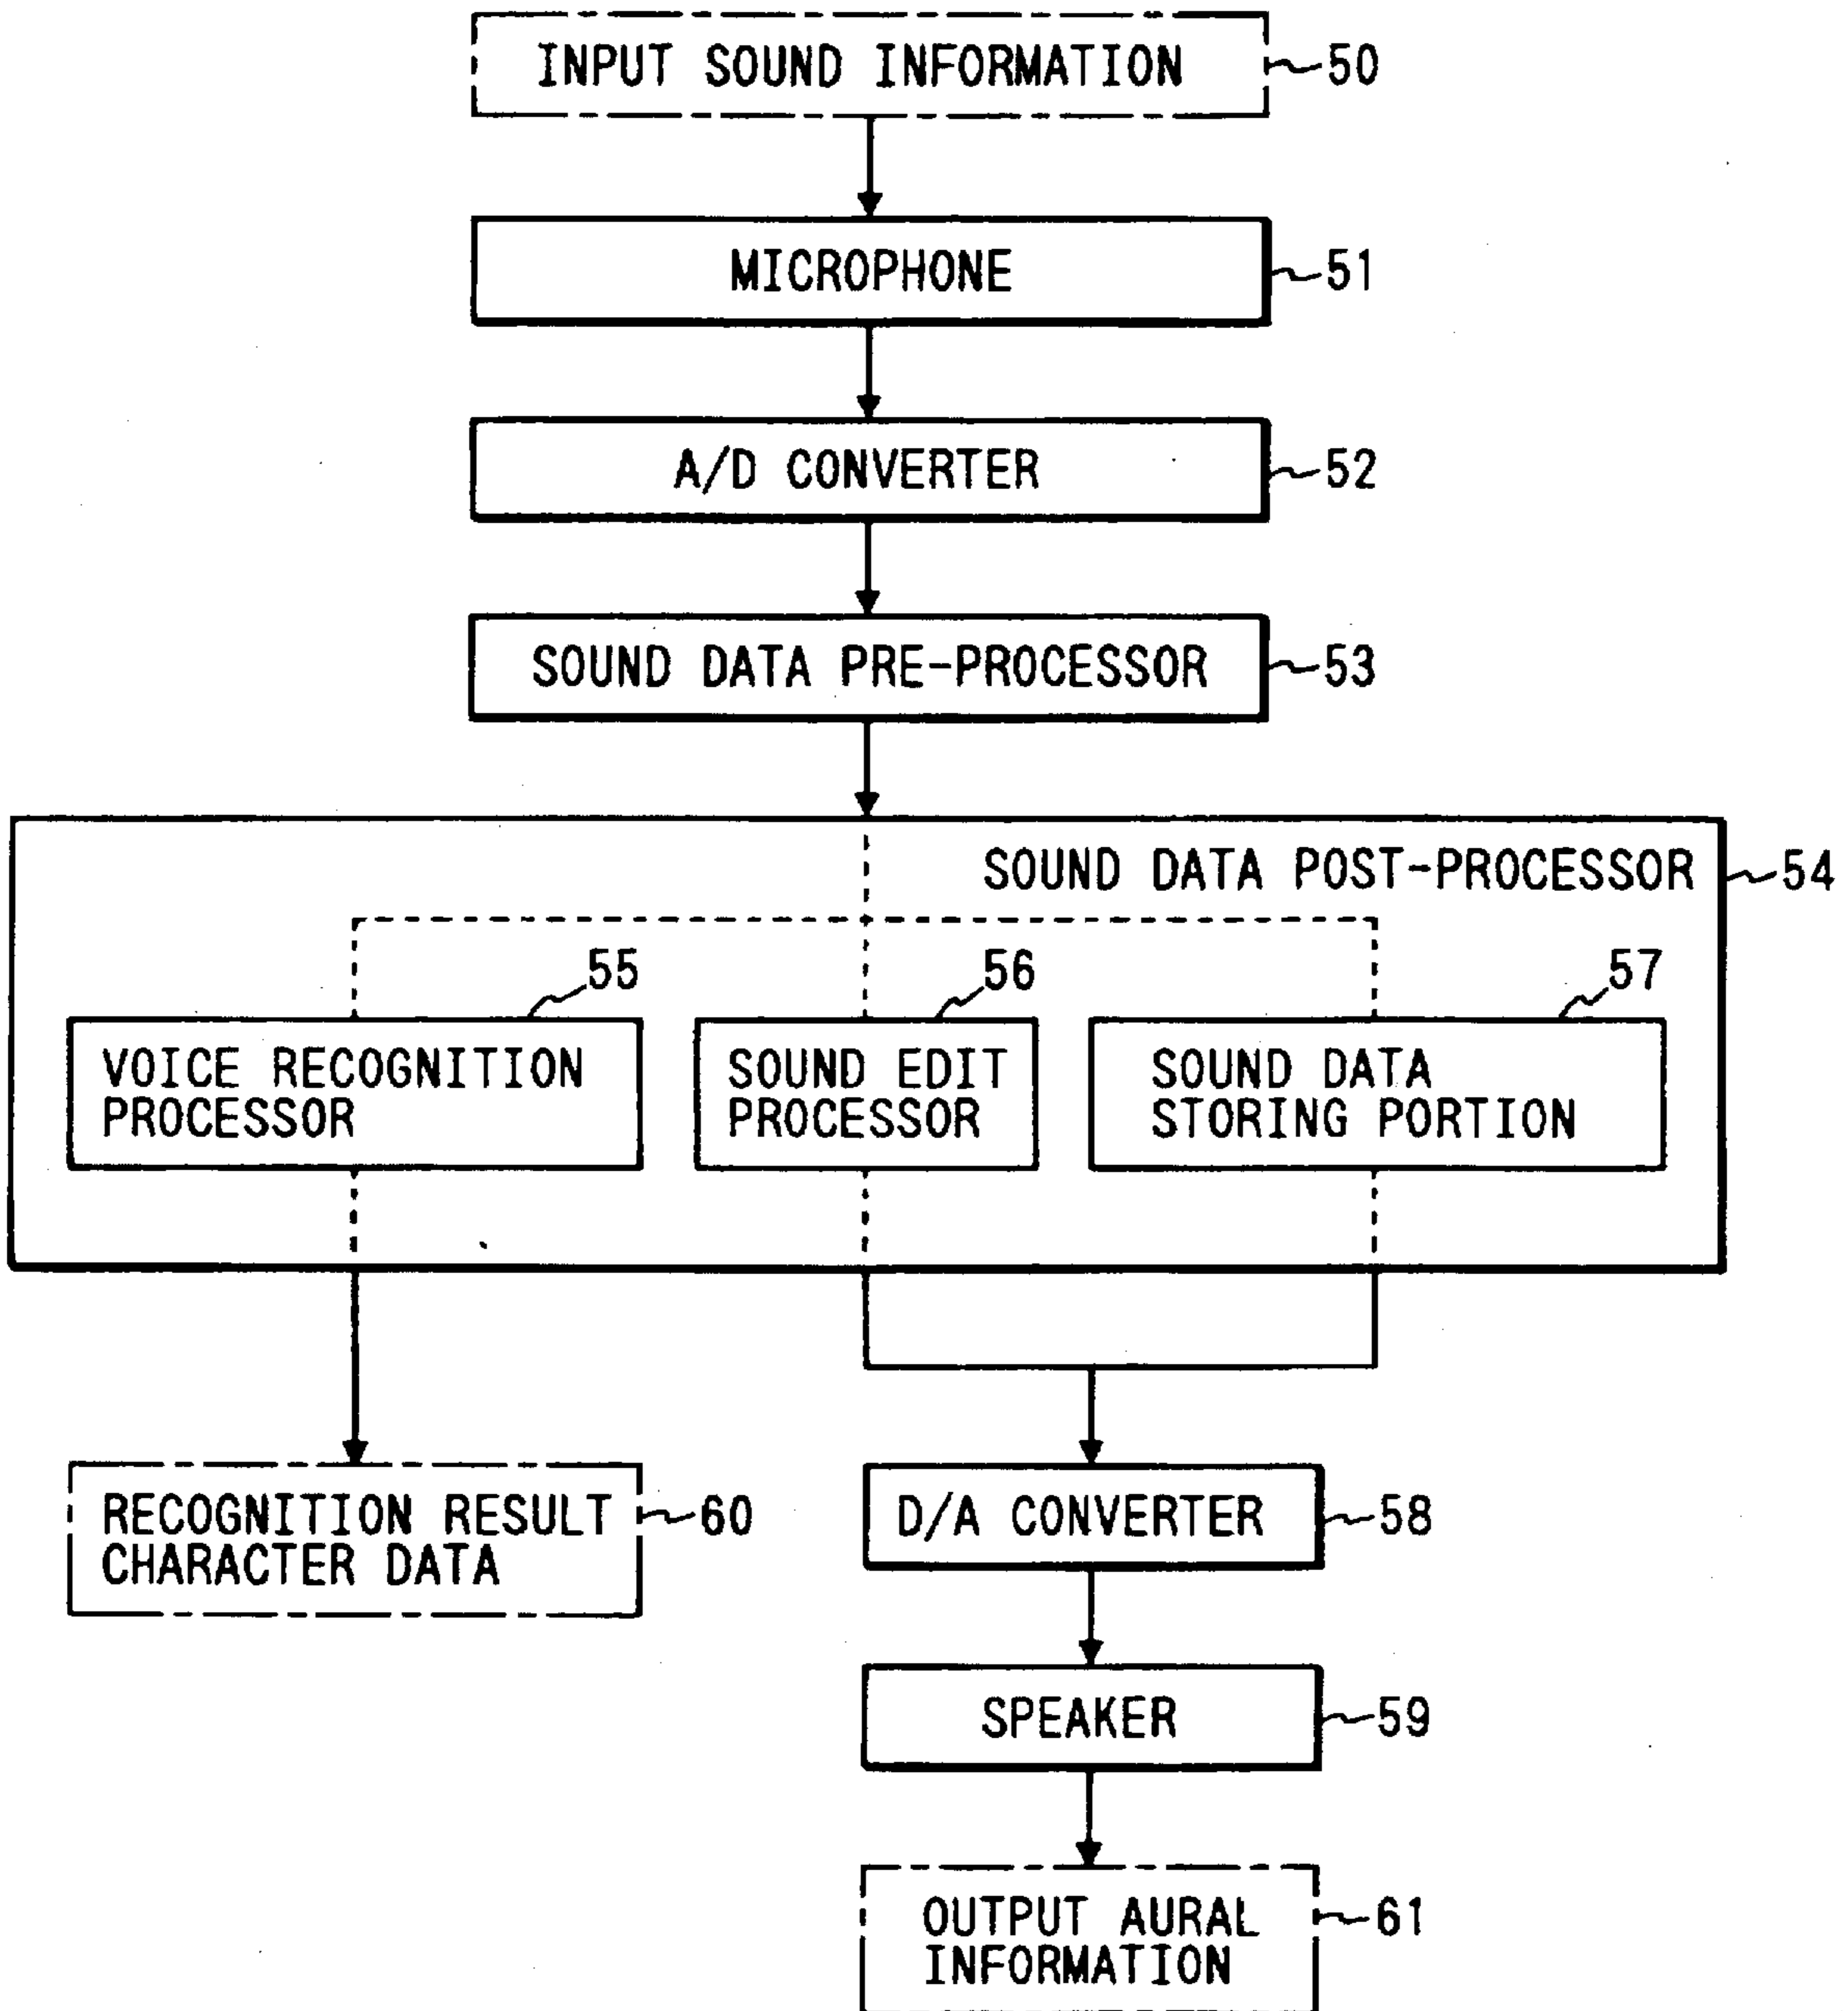 INPUT SOUND INFORMATION 50
MICROPHONE 51
A/D CONVERTER 52
SOUND DATA PRE-PROCESSOR 53
SOUND DATA POST-PROCESSOR 54
55 56 57
VOICE RECOGNITION
PROCESSOR
SOUND EDIT
PROCESSOR
SOUND DATA
STORING PORTION
RECOGNITION RESULT
CHARACTER DATA
60
D/A CONVERTER 58
SPEAKER 59
OUTPUT AURAL
INFORMATION
61